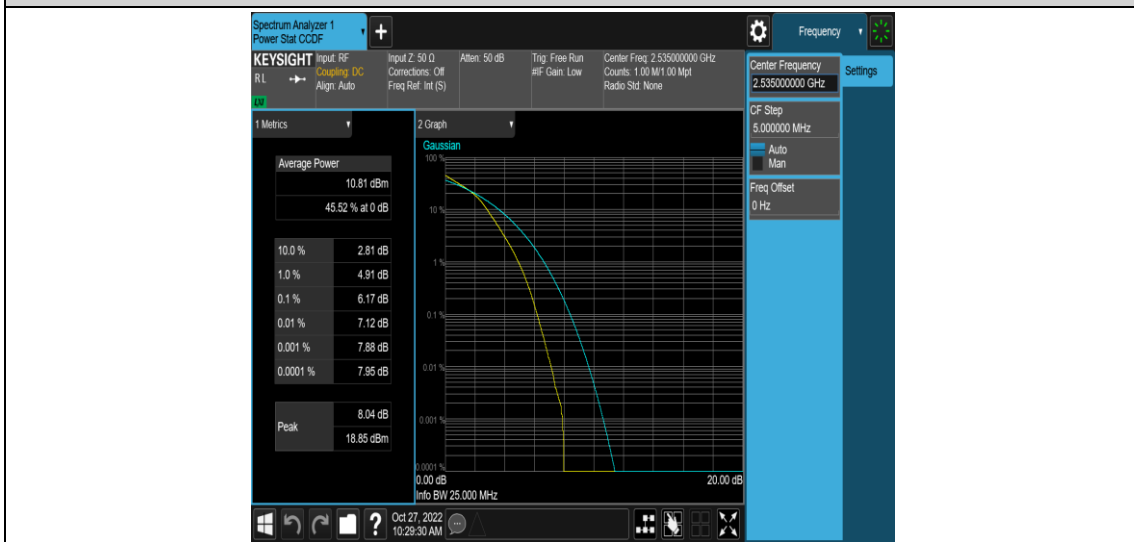 Spectrum Analyzer 1
Power Stat CCDF
+
Frequency
KEYSIGHT
RL
LXI
Input: RF
Coupling: DC
Align: Auto
Input Z: 50 Ω
Corrections: Off
Freq Ref: Int (S)
Atten: 50 dB
Trig: Free Run
#IF Gain: Low
Center Freq: 2.535000000 GHz
Counts: 1.00 M/1.00 Mpt
Radio Std: None
Center Frequency
2.535000000 GHz
Settings
CF Step
5.000000 MHz
Auto
Man
Freq Offset
0 Hz
1 Metrics
Average Power
10.81 dBm
45.52 % at 0 dB
10.0 % 2.81 dB
1.0 % 4.91 dB
0.1 % 6.17 dB
0.01 % 7.12 dB
0.001 % 7.88 dB
0.0001 % 7.95 dB
Peak
8.04 dB
18.85 dBm
2 Graph
Gaussian
100 %
10 %
1 %
0.1 %
0.01 %
0.001 %
0.0001 %
0.00 dB 20.00 dB
Info BW 25.000 MHz
?
Oct 27, 2022
10:29:30 AM